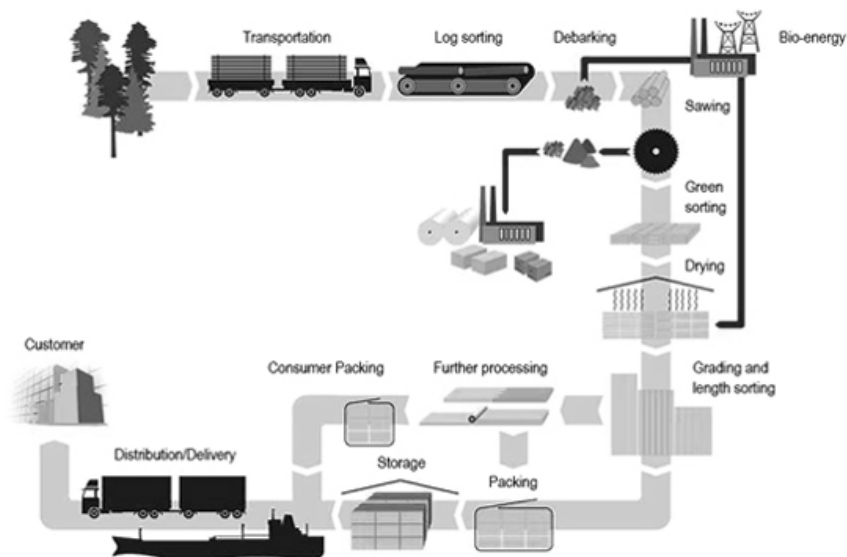 Transportation
Log sorting
Debarking
Bio-energy
Sawing
Green
sorting
Drying
Customer
Consumer Packing
Further processing
Grading and
length sorting
Distribution/Delivery
Storage
Packing